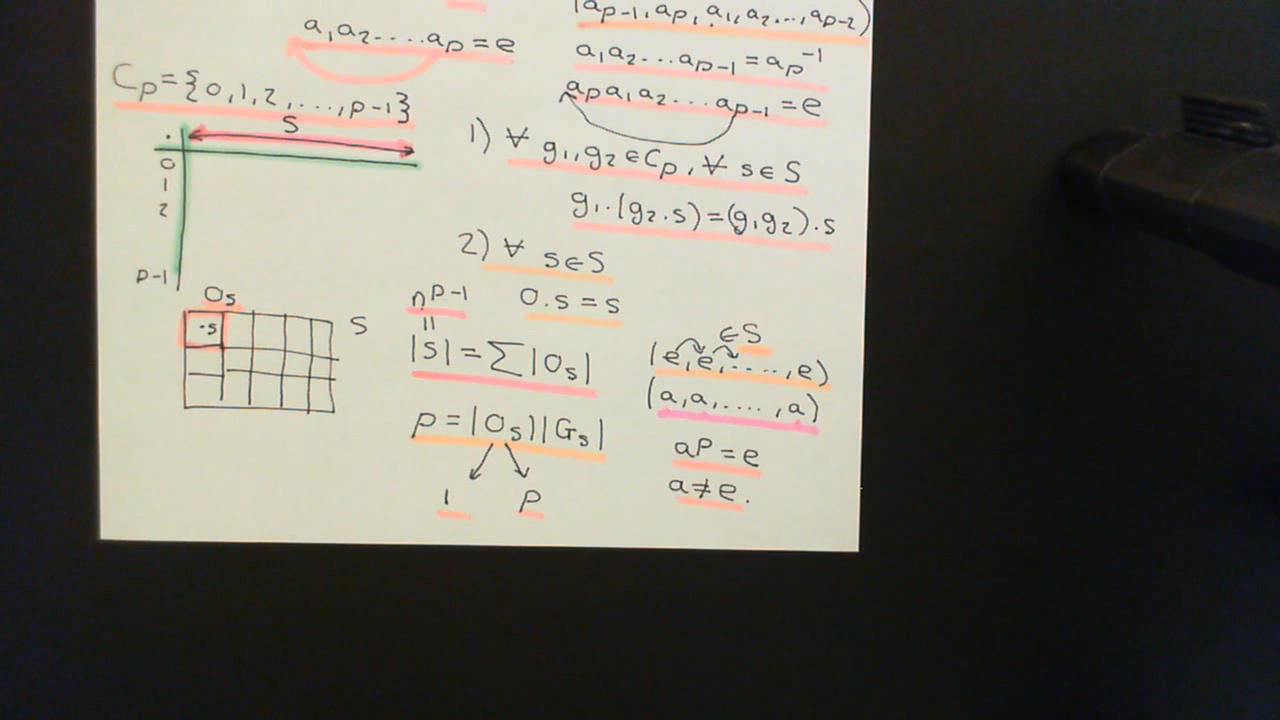 (aₚ₋₁, aₚ, a₁, a₂..., aₚ₋₂)
a₁a₂....aₚ = e
a₁a₂...aₚ₋₁ = aₚ⁻¹
Cₚ = {0, 1, 2, ..., p-1}
aₚa₁a₂...aₚ₋₁ = e
S
1) ∀ g₁, g₂ ∈ Cₚ, ∀ s ∈ S
.
0
1
2
p-1
g₁.(g₂.s) = (g₁g₂).s
2) ∀ s ∈ S
0.s = s
Oₛ
.s
S
nᵖ⁻¹
||
|S| = ∑|Oₛ|
∈ S
(e, e, ...., e)
(a, a, ...., a)
p = |Oₛ||Gₛ|
aᵖ = e
1
p
a ≠ e.